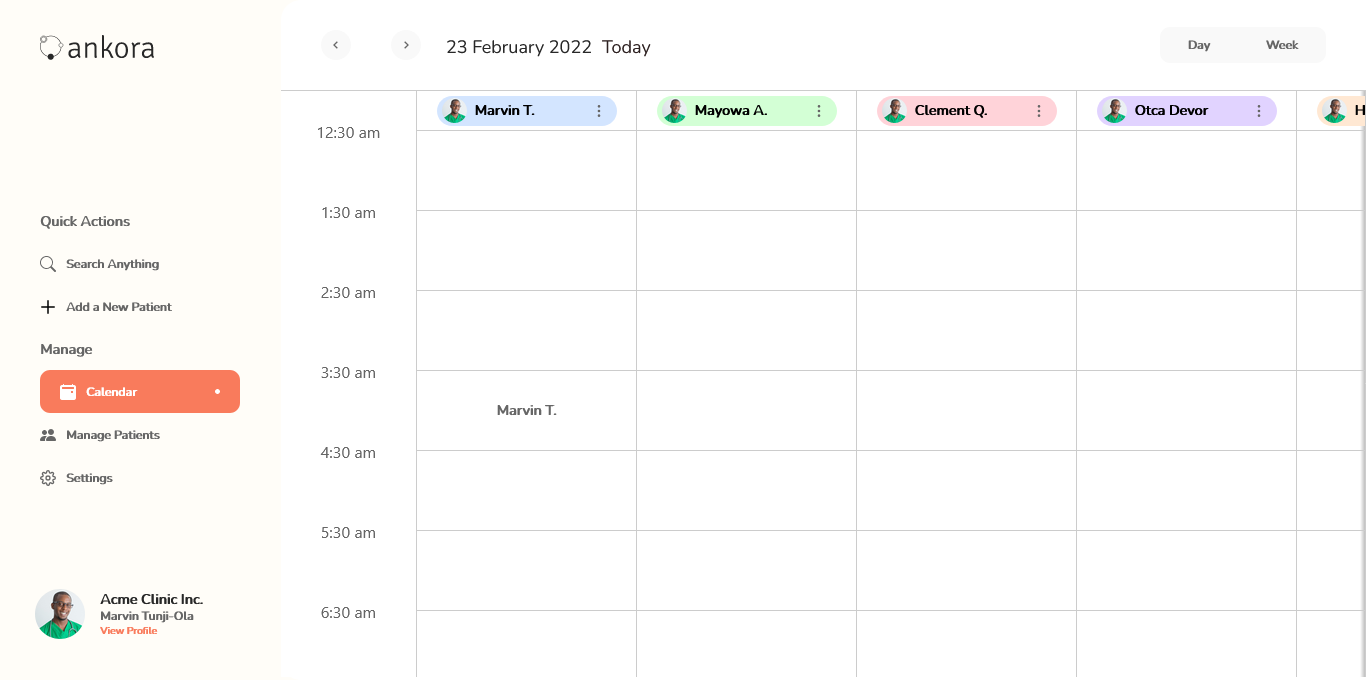 ankora
23 February 2022 Today
Day
Week
Marvin T.
Mayowa A.
Clement Q.
Otca Devor
H
12:30 am
1:30 am
2:30 am
3:30 am
Marvin T.
4:30 am
5:30 am
6:30 am
Quick Actions
Search Anything
Add a New Patient
Manage
Calendar
Manage Patients
Settings
Acme Clinic Inc.
Marvin Tunji-Ola
View Profile